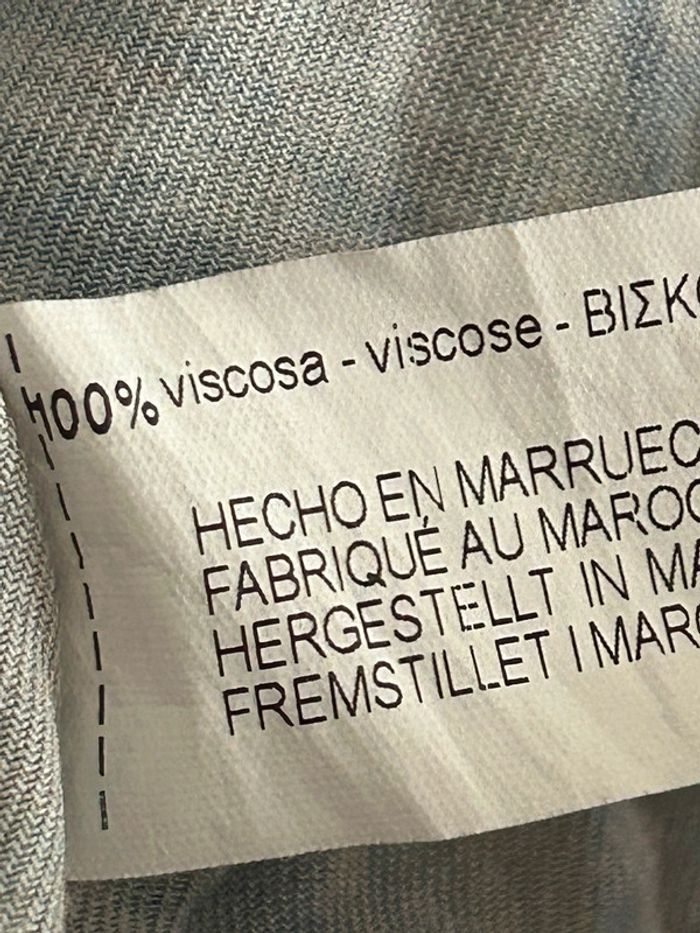 100% viscosa - viscose - ΒΙΣΚ
HECHO EN MARRUEC
FABRIQUÉ AU MAROC
HERGESTELLT IN MA
FREMSTILLET I MARO